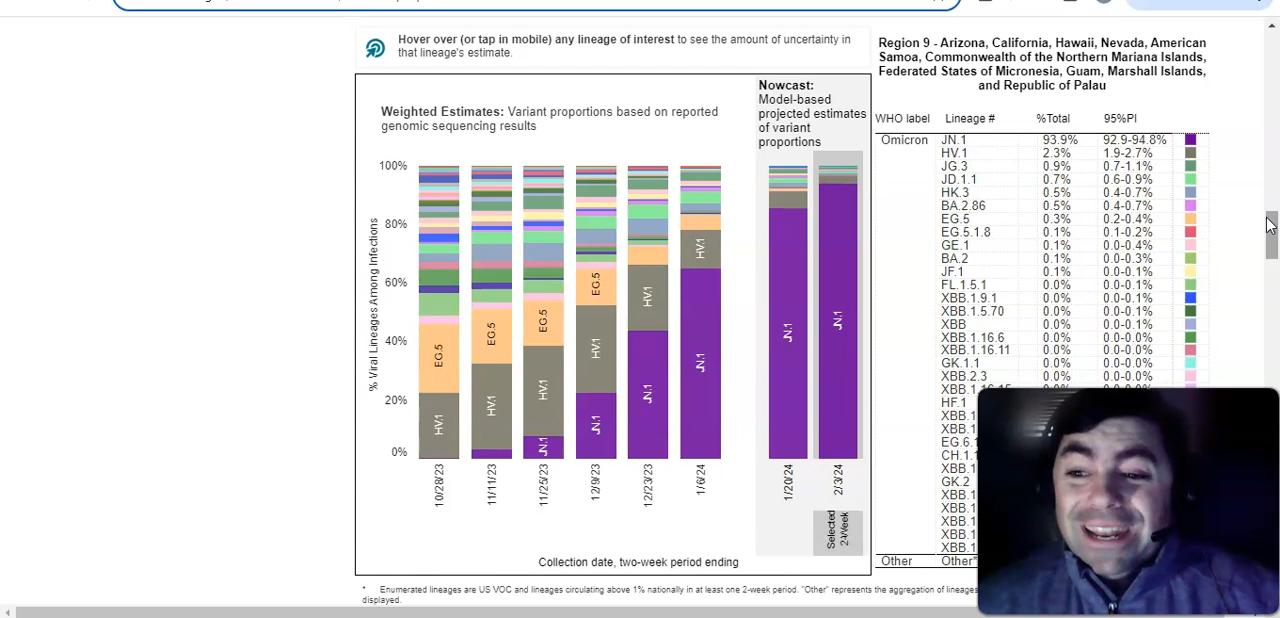 Hover over (or tap in mobile) any lineage of interest to see the amount of uncertainty in
that lineage's estimate.
Weighted Estimates: Variant proportions based on reported
genomic sequencing results
Nowcast:
Model-based
projected estimates
of variant
proportions
% Viral Lineages Among Infections
100%
80%
60%
40%
20%
0%
HV.1
EG.5
HV.1
EG.5
JN.1
HV.1
EG.5
JN.1
HV.1
EG.5
JN.1
HV.1
JN.1
HV.1
JN.1
JN.1
10/28/23
11/11/23
11/25/23
12/9/23
12/23/23
1/6/24
1/20/24
2/3/24
Selected
2-Week
Collection date, two-week period ending
Region 9 - Arizona, California, Hawaii, Nevada, American
Samoa, Commonwealth of the Northern Mariana Islands,
Federated States of Micronesia, Guam, Marshall Islands,
and Republic of Palau
WHO label Lineage # %Total 95%PI
Omicron JN.1 93.9% 92.9-94.8%
HV.1 2.3% 1.9-2.7%
JG.3 0.9% 0.7-1.1%
JD.1.1 0.7% 0.6-0.9%
HK.3 0.5% 0.4-0.7%
BA.2.86 0.5% 0.4-0.7%
EG.5 0.3% 0.2-0.4%
EG.5.1.8 0.1% 0.1-0.2%
GE.1 0.1% 0.0-0.4%
BA.2 0.1% 0.0-0.3%
JF.1 0.1% 0.0-0.1%
FL.1.5.1 0.0% 0.0-0.1%
XBB.1.9.1 0.0% 0.0-0.1%
XBB.1.5.70 0.0% 0.0-0.1%
XBB 0.0% 0.0-0.1%
XBB.1.16.6 0.0% 0.0-0.0%
XBB.1.16.11 0.0% 0.0-0.0%
GK.1.1 0.0% 0.0-0.0%
XBB.2.3 0.0% 0.0-0.0%
HF.1
XBB.1
XBB.1
EG.6.
CH.1.
XBB.1
GK.2
XBB.1
XBB.1
XBB.1
XBB.1
XBB.1
Other Other*
* Enumerated lineages are US VOC and lineages circulating above 1% nationally in at least one 2-week period. "Other" represents the aggregation of lineages
displayed.